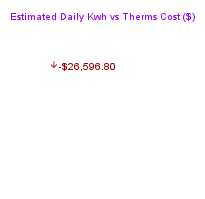 Estimated Daily Kwh vs Therms Cost ($)
↓-$26,596.80